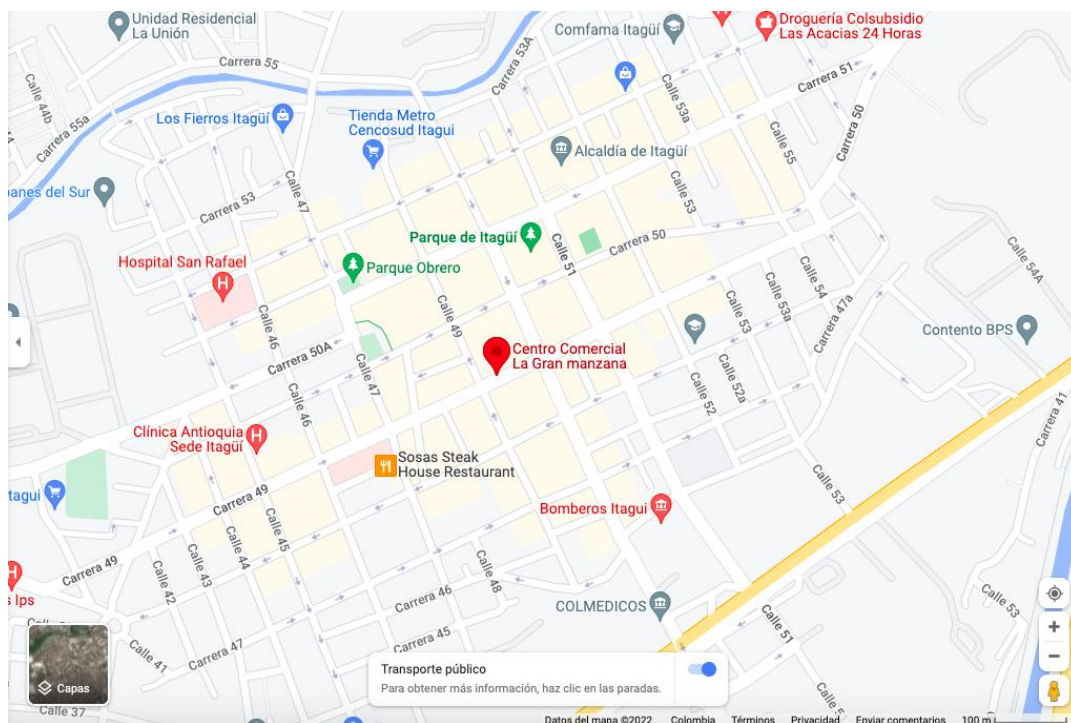 Unidad Residencial
La Unión
Comfama Itagüí
Droguería Colsubsidio
Las Acacias 24 Horas
Carrera 55
Carrera 53A
Carrera 51
Calle 44b
Carrera 55a
Los Fierros Itagüí
Tienda Metro
Cencosud Itagui
Calle 53a
Carrera 50
Alcaldía de Itagüí
Calle 55
Calle 47
Carrera 53
Calle 53
Parque de Itagüí
Calle 51
Carrera 50
Hospital San Rafael
Parque Obrero
Calle 54
Calle 54A
Calle 53a
Carrera 47a
Calle 49
Calle 53
Contento BPS
Calle 46
Carrera 50A
Centro Comercial
La Gran manzana
Calle 47
Calle 52a
Calle 52
Calle 46
Carrera 41
Clínica Antioquia
Sede Itagüí
Sosas Steak
House Restaurant
tagui
Carrera 49
Calle 53
Bomberos Itagui
Calle 45
Calle 44
Calle 43
Calle 42
Carrera 49
Calle 48
s Ips
Carrera 46
COLMEDICOS
Calle 53
Carrera 45
Calle 51
Carrera 47
Calle 41
Capas
Transporte público
Para obtener más información, haz clic en las paradas.
Calle 37
Datos del mapa ©2022 Colombia Términos Privacidad Enviar comentarios 100 m